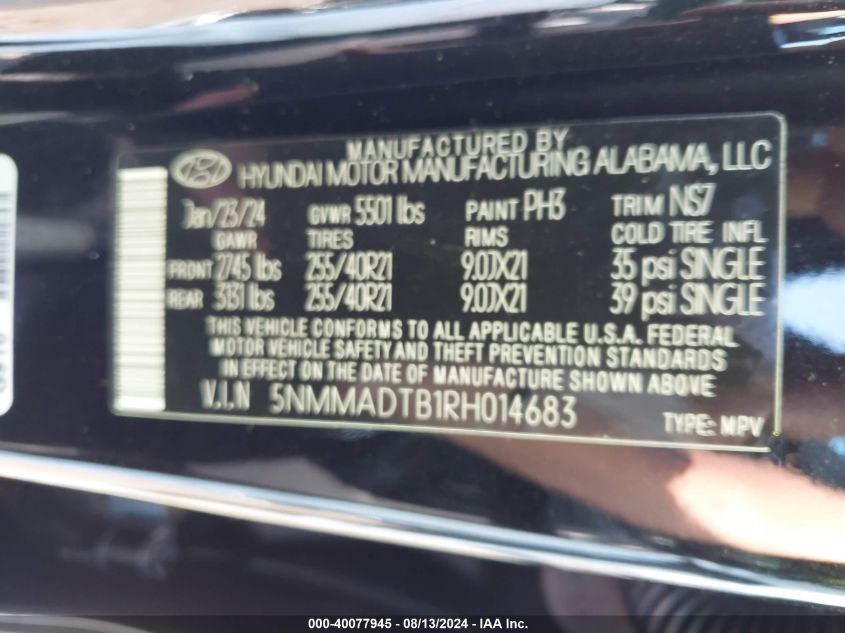 MANUFACTURED BY
HYUNDAI MOTOR MANUFACTURING ALABAMA, LLC
Jan/23/24 GVWR 5501 lbs PAINT PH3 TRIM NS7
GAWR TIRES RIMS COLD TIRE INFL
FRONT 2745 lbs 255/40R21 9.0JX21 35 psi SINGLE
REAR 3131 lbs 255/40R21 9.0JX21 39 psi SINGLE
THIS VEHICLE CONFORMS TO ALL APPLICABLE U.S.A. FEDERAL
MOTOR VEHICLE SAFETY AND THEFT PREVENTION STANDARDS
IN EFFECT ON THE DATE OF MANUFACTURE SHOWN ABOVE
V.I.N 5NMMADTB1RH014683
TYPE: MPV
000-40077945 - 08/13/2024 - IAA Inc.